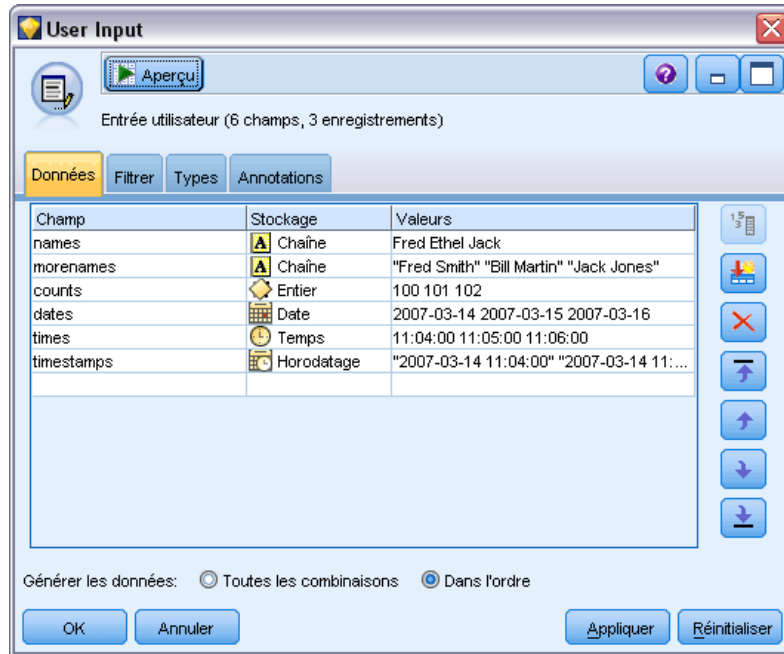 User Input
Aperçu
Entrée utilisateur (6 champs, 3 enregistrements)
Données Filtrer Types Annotations
Champ Stockage Valeurs
names Chaîne Fred Ethel Jack
morenames Chaîne "Fred Smith" "Bill Martin" "Jack Jones"
counts Entier 100 101 102
dates Date 2007-03-14 2007-03-15 2007-03-16
times Temps 11:04:00 11:05:00 11:06:00
timestamps Horodatage "2007-03-14 11:04:00" "2007-03-14 11:...
Générer les données: Toutes les combinaisons Dans l'ordre
OK Annuler Appliquer Réinitialiser